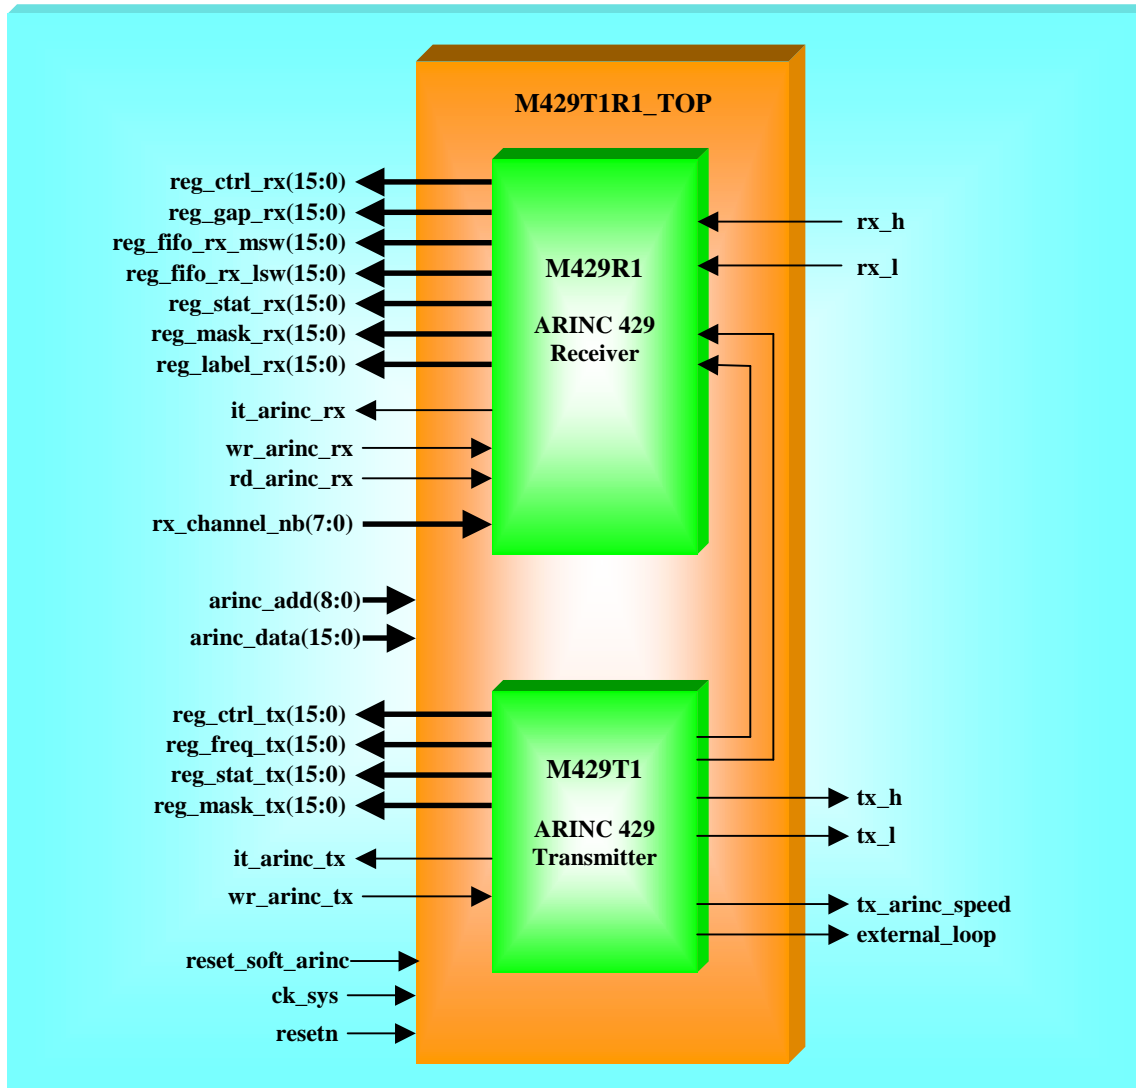 M429T1R1_TOP
reg_ctrl_rx(15:0)
reg_gap_rx(15:0)
reg_fifo_rx_msw(15:0)
reg_fifo_rx_lsw(15:0)
reg_stat_rx(15:0)
reg_mask_rx(15:0)
reg_label_rx(15:0)
it_arinc_rx
wr_arinc_rx
rd_arinc_rx
rx_channel_nb(7:0)
M429R1
ARINC 429
Receiver
rx_h
rx_l
arinc_add(8:0)
arinc_data(15:0)
reg_ctrl_tx(15:0)
reg_freq_tx(15:0)
reg_stat_tx(15:0)
reg_mask_tx(15:0)
it_arinc_tx
wr_arinc_tx
M429T1
ARINC 429
Transmitter
tx_h
tx_l
tx_arinc_speed
external_loop
reset_soft_arinc
ck_sys
resetn